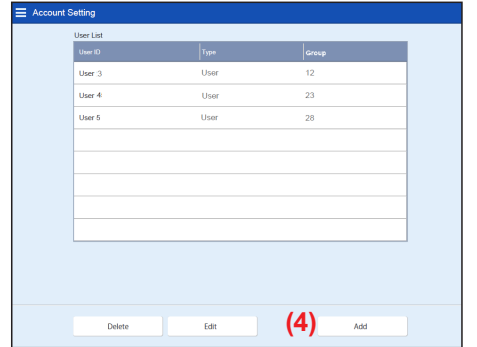 Account Setting
User List
User ID Type Group
User 3 User 12
User 4 User 23
User 5 User 28
Delete Edit (4) Add